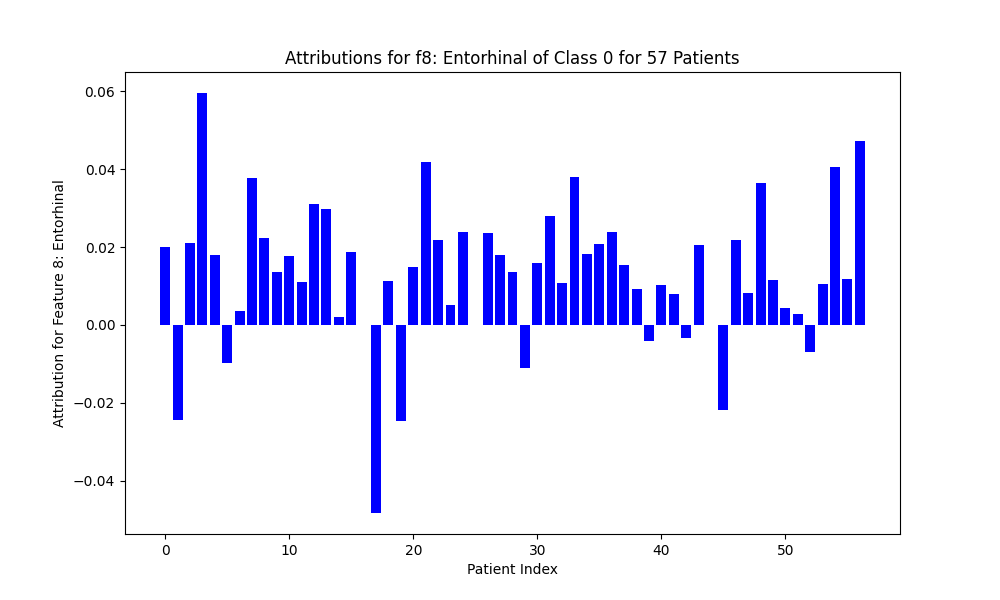 Attributions for f8: Entorhinal of Class 0 for 57 Patients
Attribution for Feature 8: Entorhinal
0.06
0.04
0.02
0.00
−0.02
−0.04
0 10 20 30 40 50
Patient Index